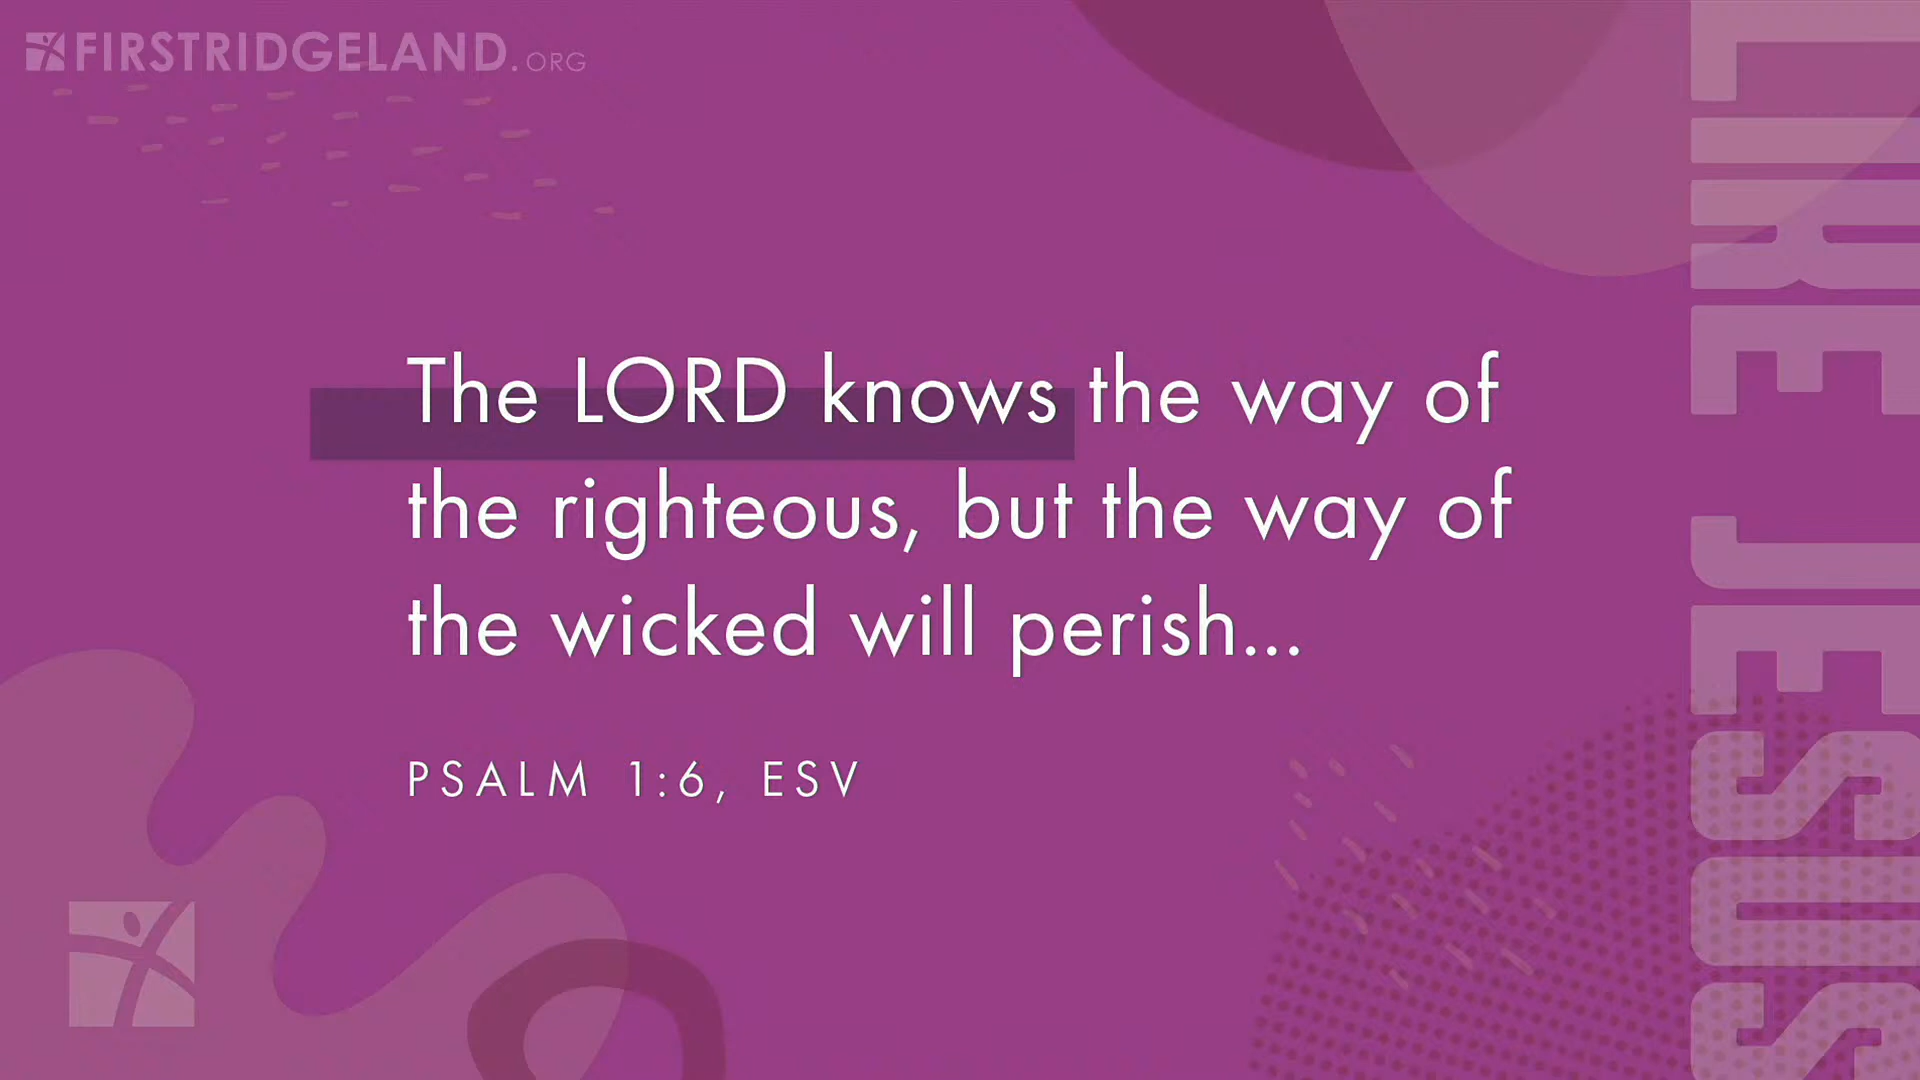 FIRSTRIDGELAND.ORG
The LORD knows the way of
the righteous, but the way of
the wicked will perish...
PSALM 1:6, ESV
LIKE JESUS